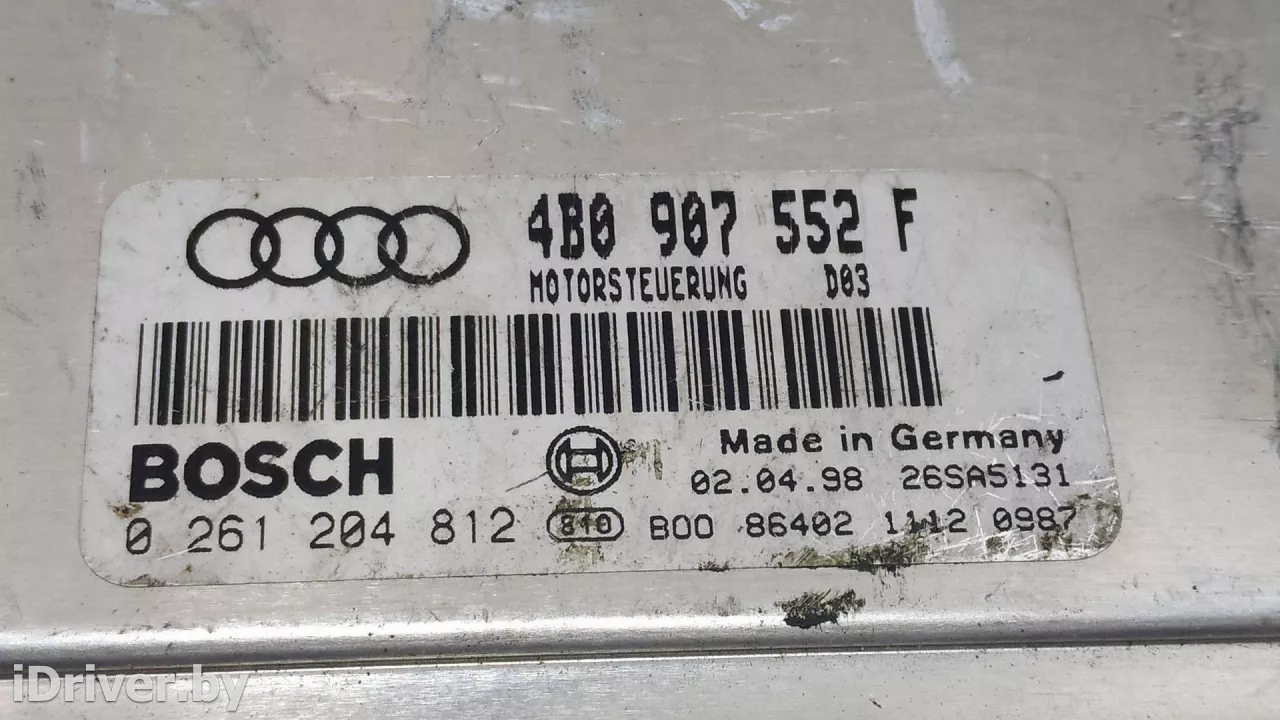 4B0 907 552 F
MOTORSTEUERUNG D03
BOSCH
Made in Germany
02.04.98 26SA5131
0 261 204 812 810 B00 86402 1112 0987
iDriver.by